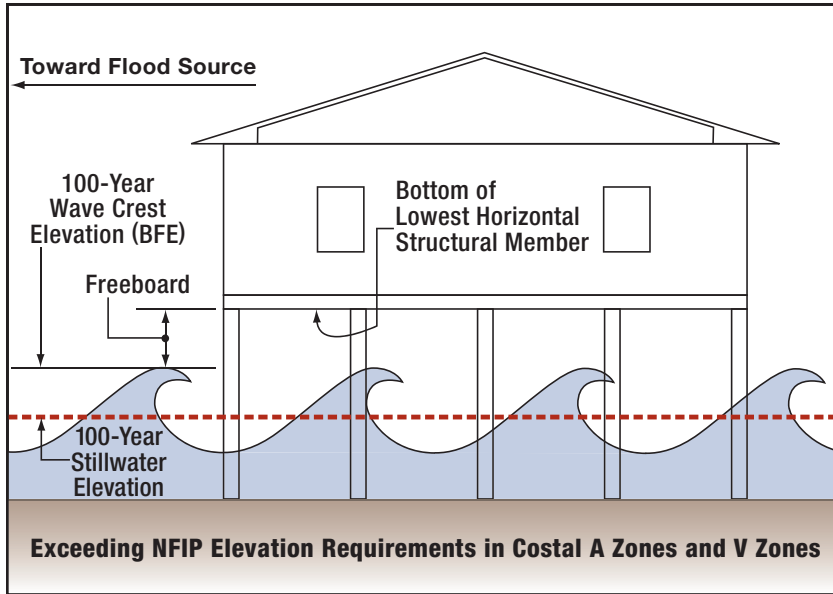 Toward Flood Source
100-Year
Wave Crest
Elevation (BFE)
Freeboard
Bottom of
Lowest Horizontal
Structural Member
100-Year
Stillwater
Elevation
Exceeding NFIP Elevation Requirements in Costal A Zones and V Zones